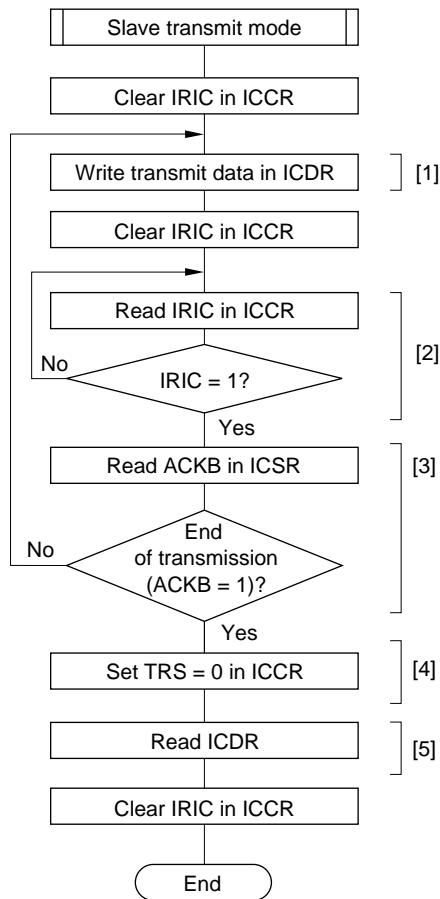 Slave transmit mode
Clear IRIC in ICCR
Write transmit data in ICDR
[1]
Clear IRIC in ICCR
Read IRIC in ICCR
[2]
No
IRIC = 1?
Yes
Read ACKB in ICSR
[3]
No
End
of transmission
(ACKB = 1)?
Yes
Set TRS = 0 in ICCR
[4]
Read ICDR
[5]
Clear IRIC in ICCR
End